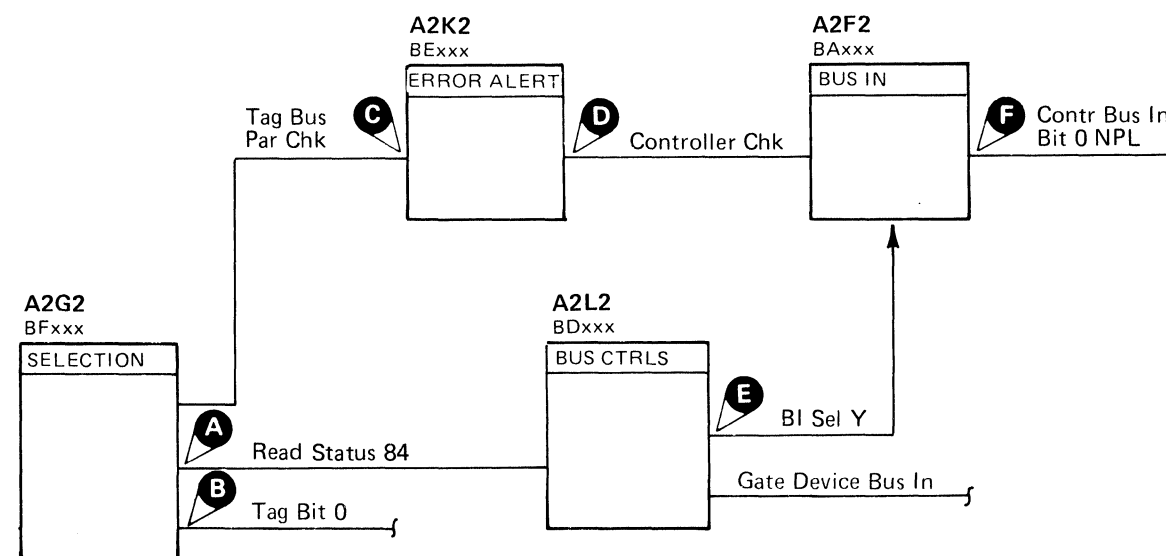 A2K2
BExxx
ERROR ALERT
A2F2
BAxxx
BUS IN
Tag Bus
Par Chk
C
D
Controller Chk
F
Contr Bus In
Bit 0 NPL
A2G2
BFxxx
SELECTION
A2L2
BDxxx
BUS CTRLS
A
Read Status 84
B
Tag Bit 0
E
BI Sel Y
Gate Device Bus In